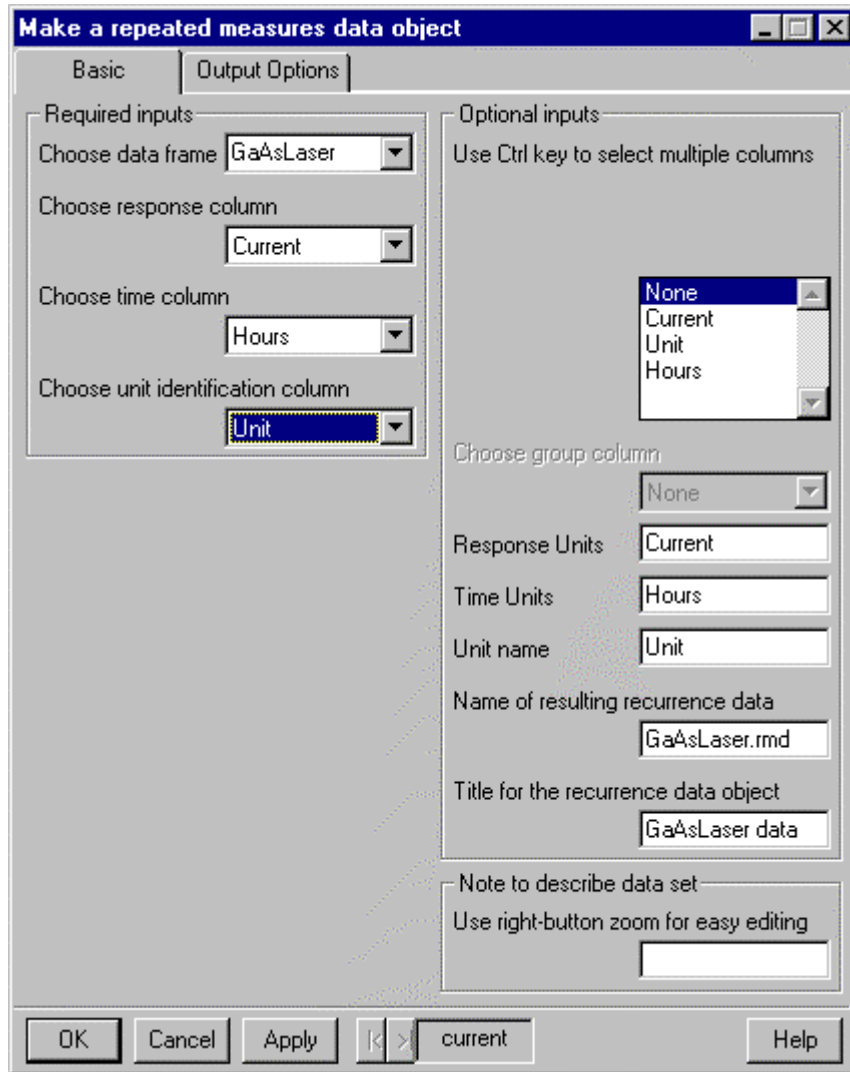 Make a repeated measures data object
Basic
Output Options
Required inputs
Choose data frame GaAsLaser
Choose response column
Current
Choose time column
Hours
Choose unit identification column
Unit
Optional inputs
Use Ctrl key to select multiple columns
None
Current
Unit
Hours
Choose group column
None
Response Units Current
Time Units Hours
Unit name Unit
Name of resulting recurrence data
GaAsLaser.rmd
Title for the recurrence data object
GaAsLaser data
Note to describe data set
Use right-button zoom for easy editing
OK Cancel Apply |< >| current Help